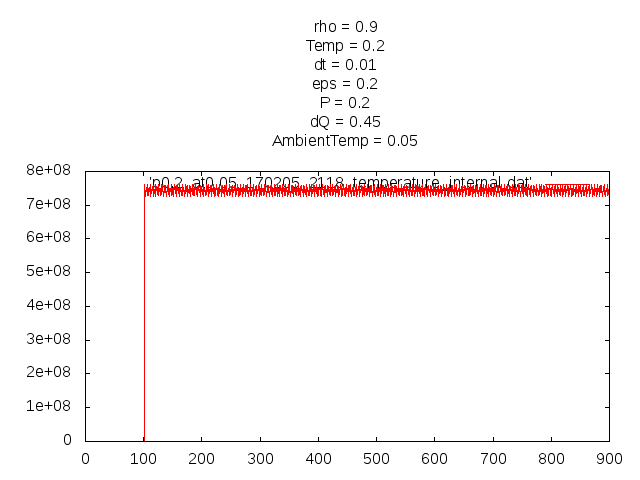 rho = 0.9
Temp = 0.2
dt = 0.01
eps = 0.2
P = 0.2
dQ = 0.45
AmbientTemp = 0.05
8e+08
'p0.2_at0.05_170205_2118_temperature_internal.dat'
7e+08
6e+08
5e+08
4e+08
3e+08
2e+08
1e+08
0
0 100 200 300 400 500 600 700 800 900